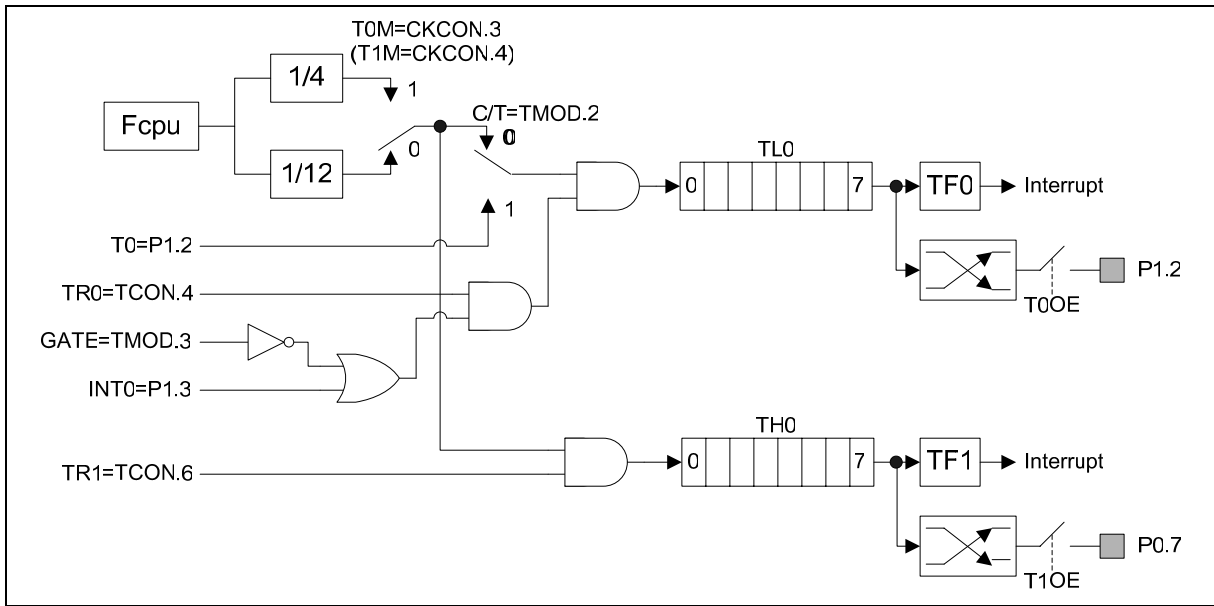 T0M=CKCON.3
(T1M=CKCON.4)
1/4
1
C/T=TMOD.2
Fcpu
0
0
TL0
1/12
0
7
TF0
Interrupt
1
T0=P1.2
P1.2
TR0=TCON.4
T0OE
GATE=TMOD.3
INT0=P1.3
TH0
TR1=TCON.6
0
7
TF1
Interrupt
P0.7
T1OE